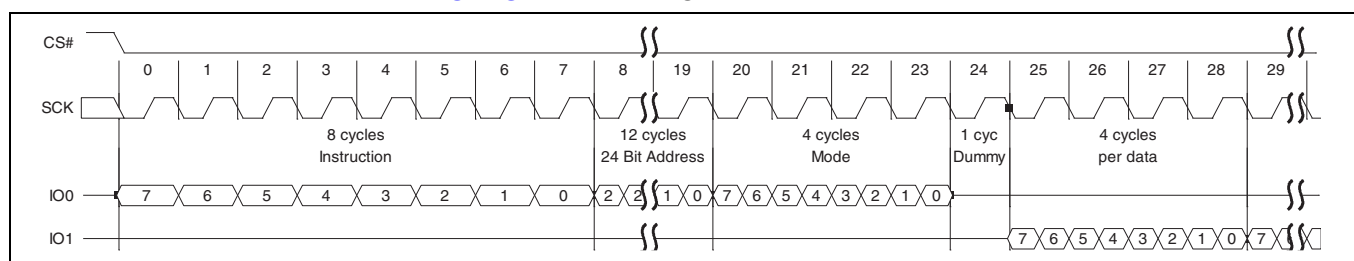 CS#
0 1 2 3 4 5 6 7 8 19 20 21 22 23 24 25 26 27 28 29
SCK
8 cycles 12 cycles 4 cycles 1 cyc 4 cycles
Instruction 24 Bit Address Mode Dummy per data
IO0 7 6 5 4 3 2 1 0 2 2 1 0 7 6 5 4 3 2 1 0
IO1 7 6 5 4 3 2 1 0 7